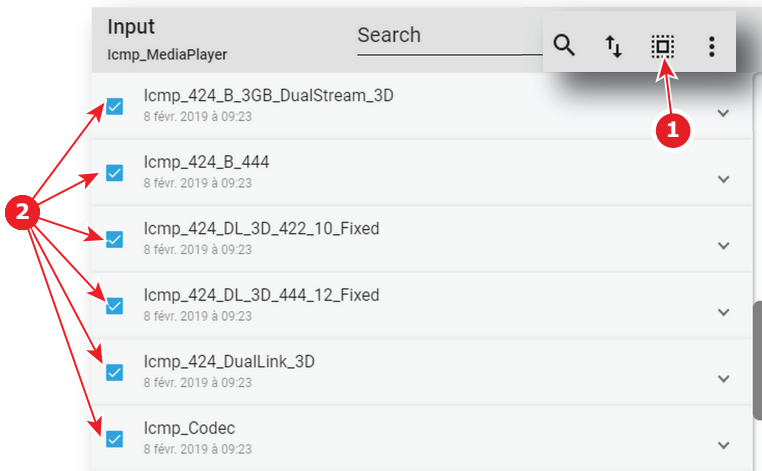 Input
Icmp_MediaPlayer
Search
1
2
Icmp_424_B_3GB_DualStream_3D
8 févr. 2019 à 09:23
Icmp_424_B_444
8 févr. 2019 à 09:23
Icmp_424_DL_3D_422_10_Fixed
8 févr. 2019 à 09:23
Icmp_424_DL_3D_444_12_Fixed
8 févr. 2019 à 09:23
Icmp_424_DualLink_3D
8 févr. 2019 à 09:23
Icmp_Codec
8 févr. 2019 à 09:23